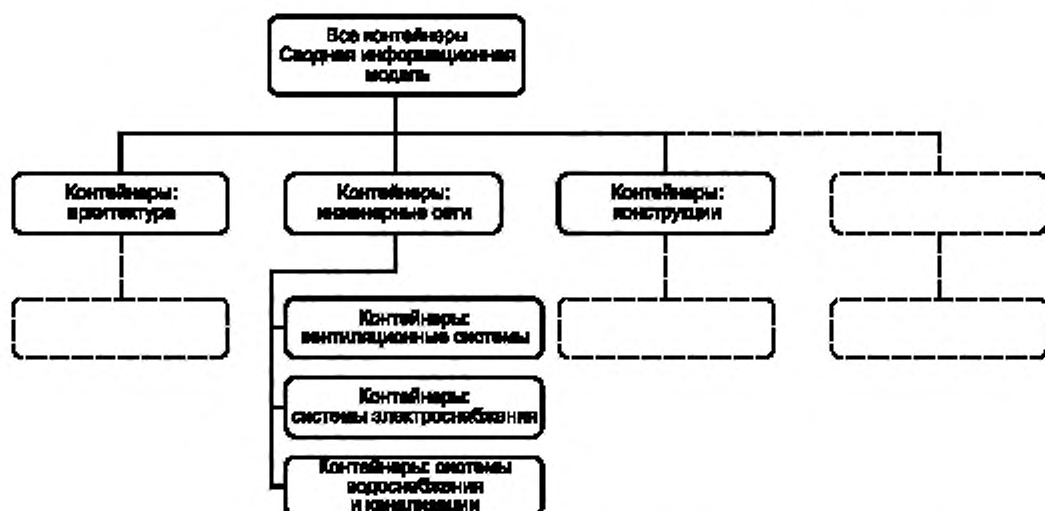 Все контейнеры
Сводная информационная
модель
Контейнеры:
архитектура
Контейнеры:
инженерные сети
Контейнеры:
конструкции
Контейнеры:
вентиляционные системы
Контейнеры:
системы электроснабжения
Контейнеры: системы
водоснабжения
и канализации